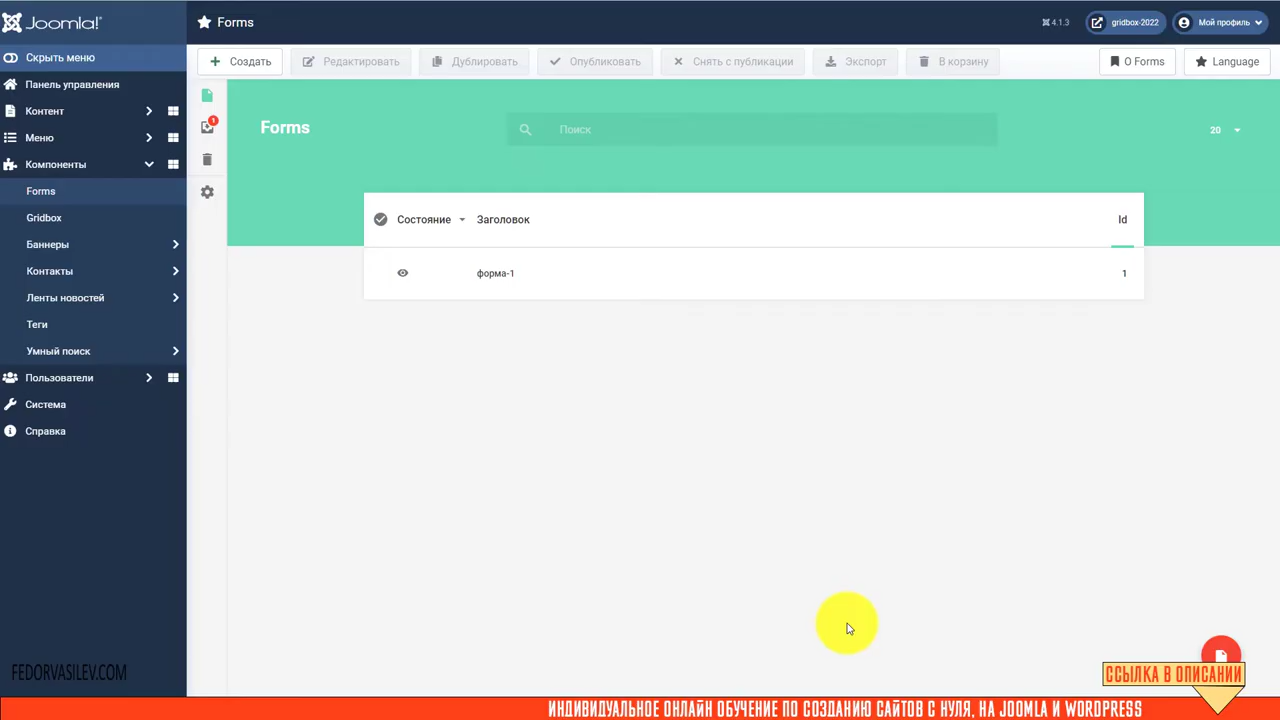 Joomla!
Forms
4.1.3
gridbox-2022
Мой профиль
Скрыть меню
Создать
Редактировать
Дублировать
Опубликовать
Снять с публикации
Экспорт
В корзину
О Forms
Language
Панель управления
Контент
Меню
Компоненты
Forms
Gridbox
Баннеры
Контакты
Ленты новостей
Теги
Умный поиск
Пользователи
Система
Справка
1
Forms
Поиск
20
Состояние
Заголовок
Id
форма-1
1
FEDORVASILEV.COM
ССЫЛКА В ОПИСАНИИ
ИНДИВИДУАЛЬНОЕ ОНЛАЙН ОБУЧЕНИЕ ПО СОЗДАНИЮ САЙТОВ С НУЛЯ, НА JOOMLA И WORDPRESS